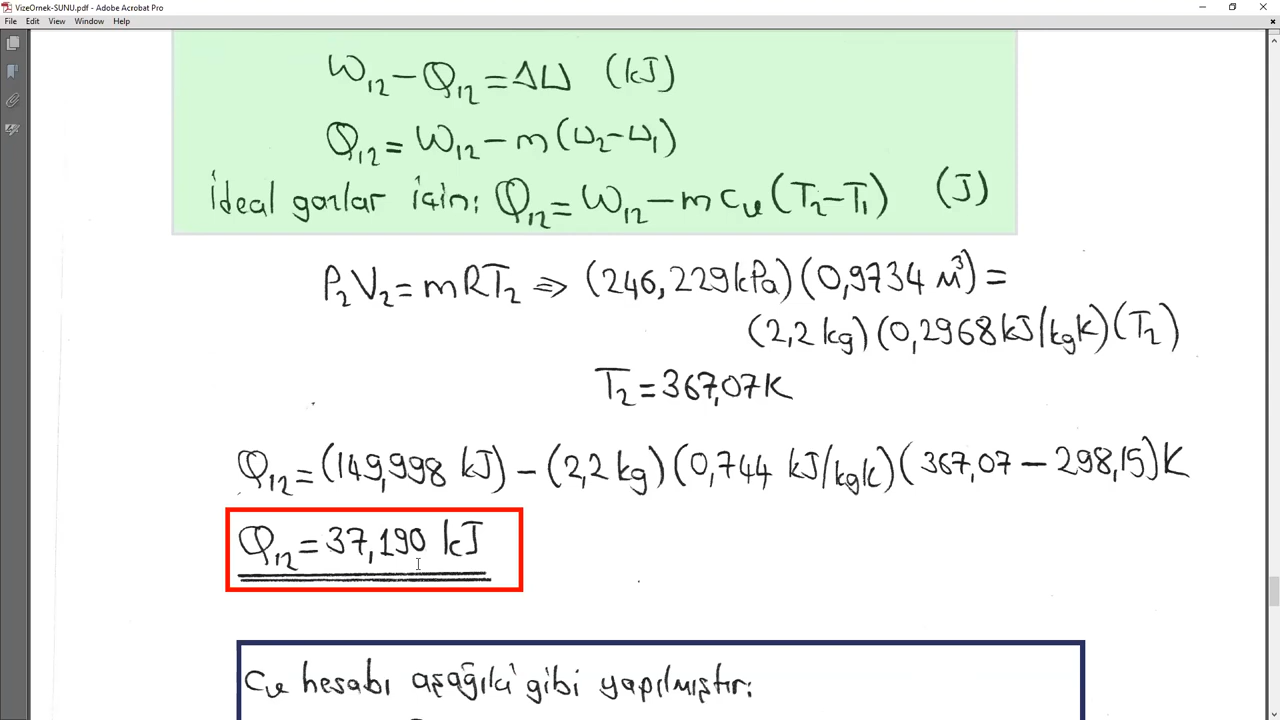 VizeOrnek-SUNU.pdf - Adobe Acrobat Pro
File Edit View Window Help
W₁₂ - Q₁₂ = ΔU (kJ)
Q₁₂ = W₁₂ - m(u₂-u₁)
İdeal gazlar için: Q₁₂ = W₁₂ - m cᵥ (T₂-T₁) (J)
P₂V₂ = mRT₂ ⇒ (246,229 kPa)(0,9734 m³) =
(2,2 kg)(0,2968 kJ/kgK)(T₂)
T₂ = 367,07 K
Q₁₂ = (149,998 kJ) - (2,2 kg)(0,744 kJ/kgK)(367,07 - 298,15)K
Q₁₂ = 37,190 kJ
Cᵥ hesabı aşağıki gibi yapılmıştır: